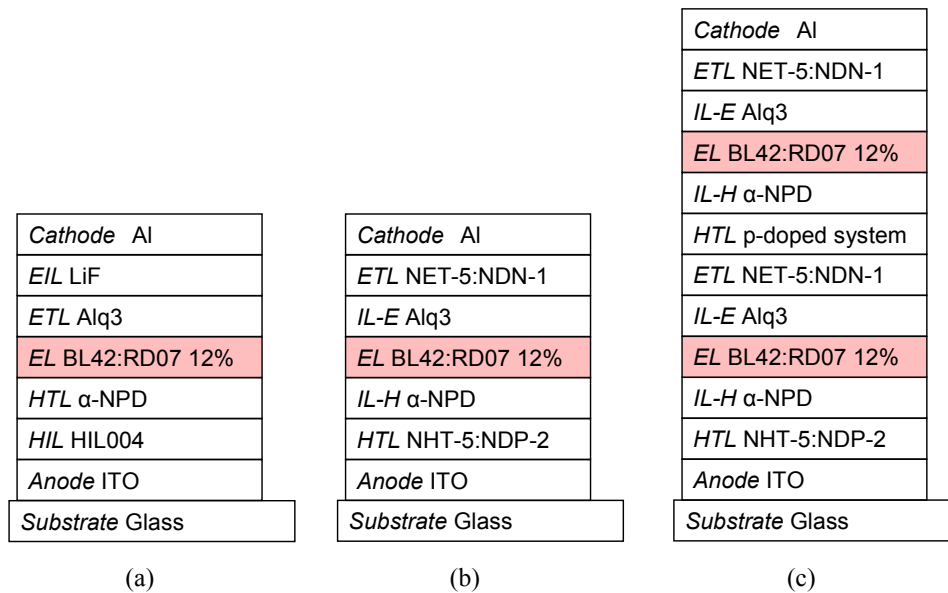 Cathode Al
EIL LiF
ETL Alq3
EL BL42:RD07 12%
HTL α-NPD
HIL HIL004
Anode ITO
Substrate Glass
(a)
Cathode Al
ETL NET-5:NDN-1
IL-E Alq3
EL BL42:RD07 12%
IL-H α-NPD
HTL NHT-5:NDP-2
Anode ITO
Substrate Glass
(b)
Cathode Al
ETL NET-5:NDN-1
IL-E Alq3
EL BL42:RD07 12%
IL-H α-NPD
HTL p-doped system
ETL NET-5:NDN-1
IL-E Alq3
EL BL42:RD07 12%
IL-H α-NPD
HTL NHT-5:NDP-2
Anode ITO
Substrate Glass
(c)